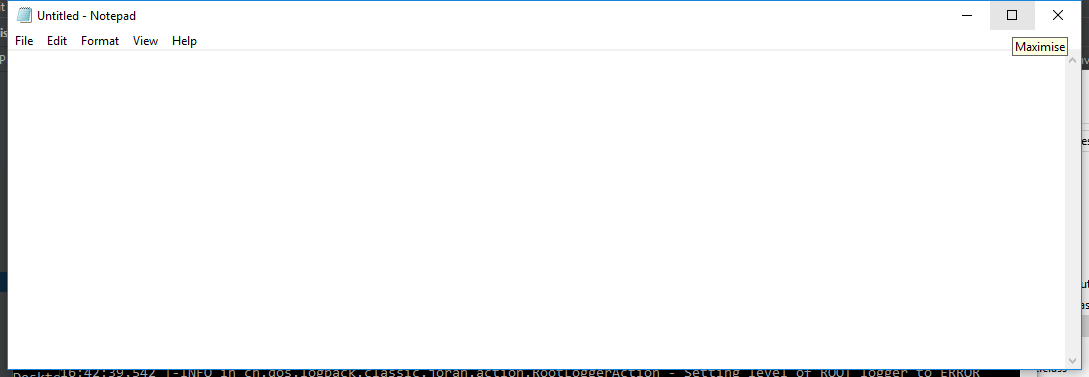 Untitled - Notepad
File Edit Format View Help
Maximise
16:42:39,542 |-INFO in ch.qos.logback.classic.joran.action.RootLoggerAction - Setting level of ROOT logger to ERROR